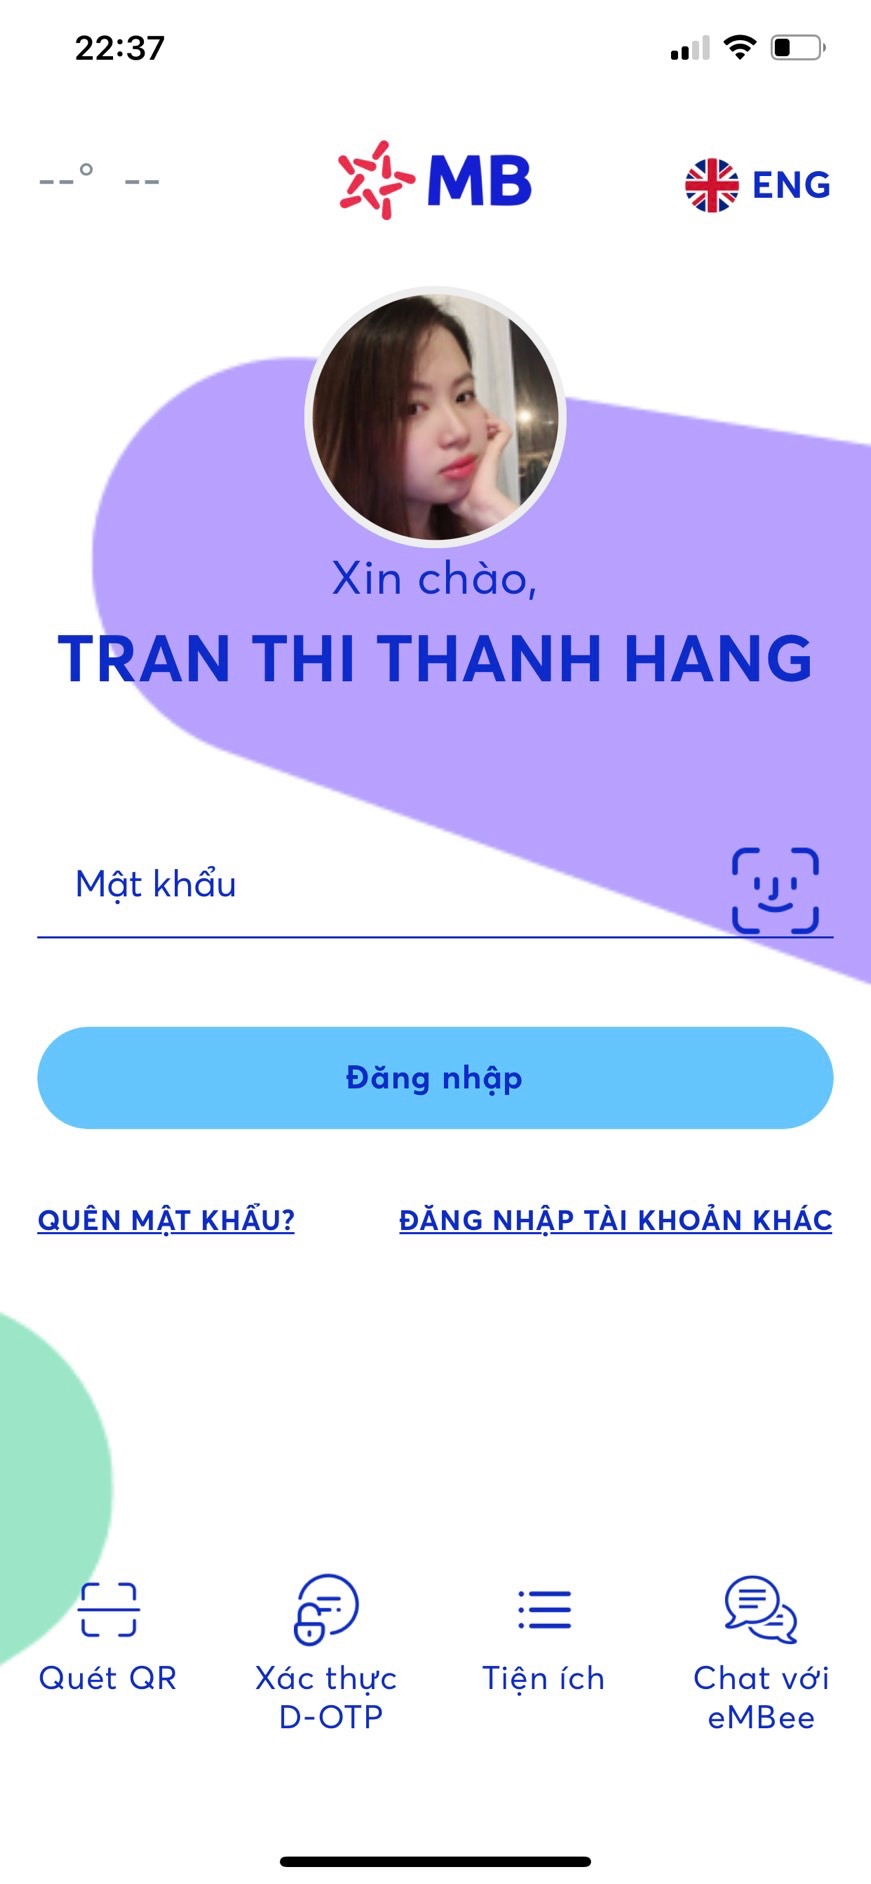 22:37
--° --
MB
ENG
Xin chào,
TRAN THI THANH HANG
Mật khẩu
Đăng nhập
QUÊN MẬT KHẨU?
ĐĂNG NHẬP TÀI KHOẢN KHÁC
Quét QR
Xác thực
D-OTP
Tiện ích
Chat với
eMBee